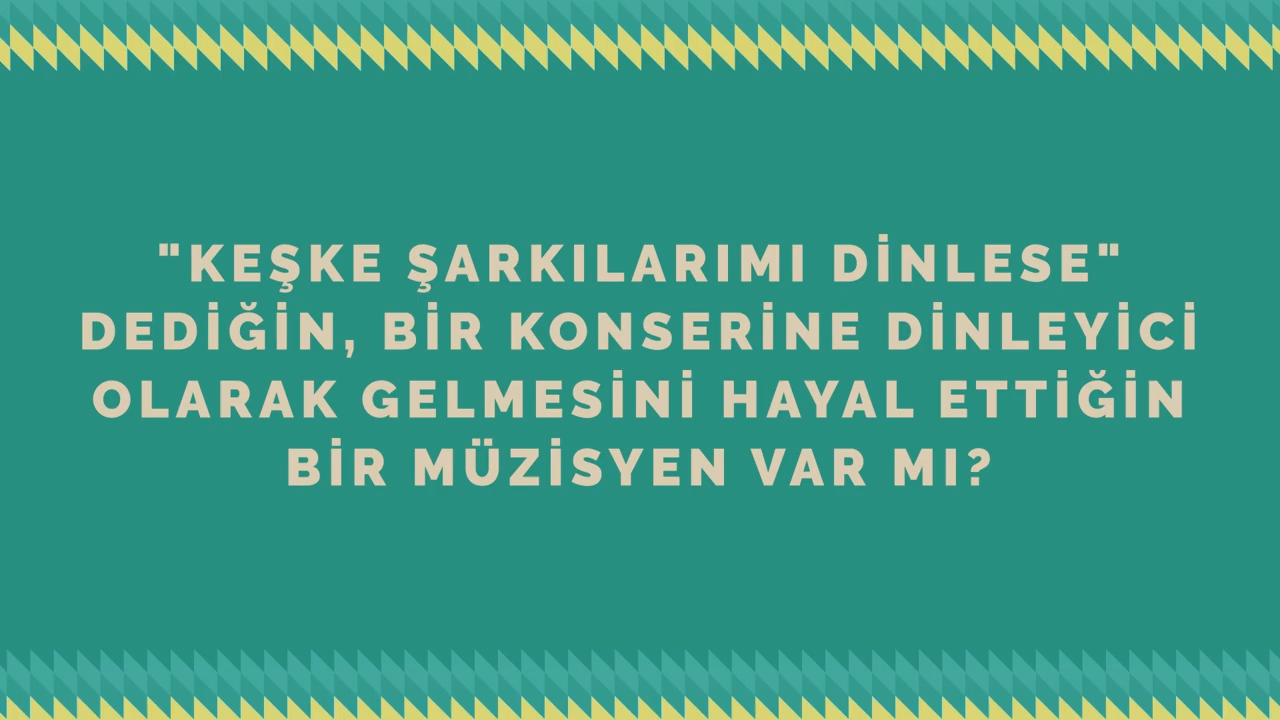 "KEŞKE ŞARKILARIMI DİNLESE"
DEDİĞİN, BİR KONSERİNE DİNLEYİCİ
OLARAK GELMESİNİ HAYAL ETTİĞİN
BİR MÜZİSYEN VAR MI?